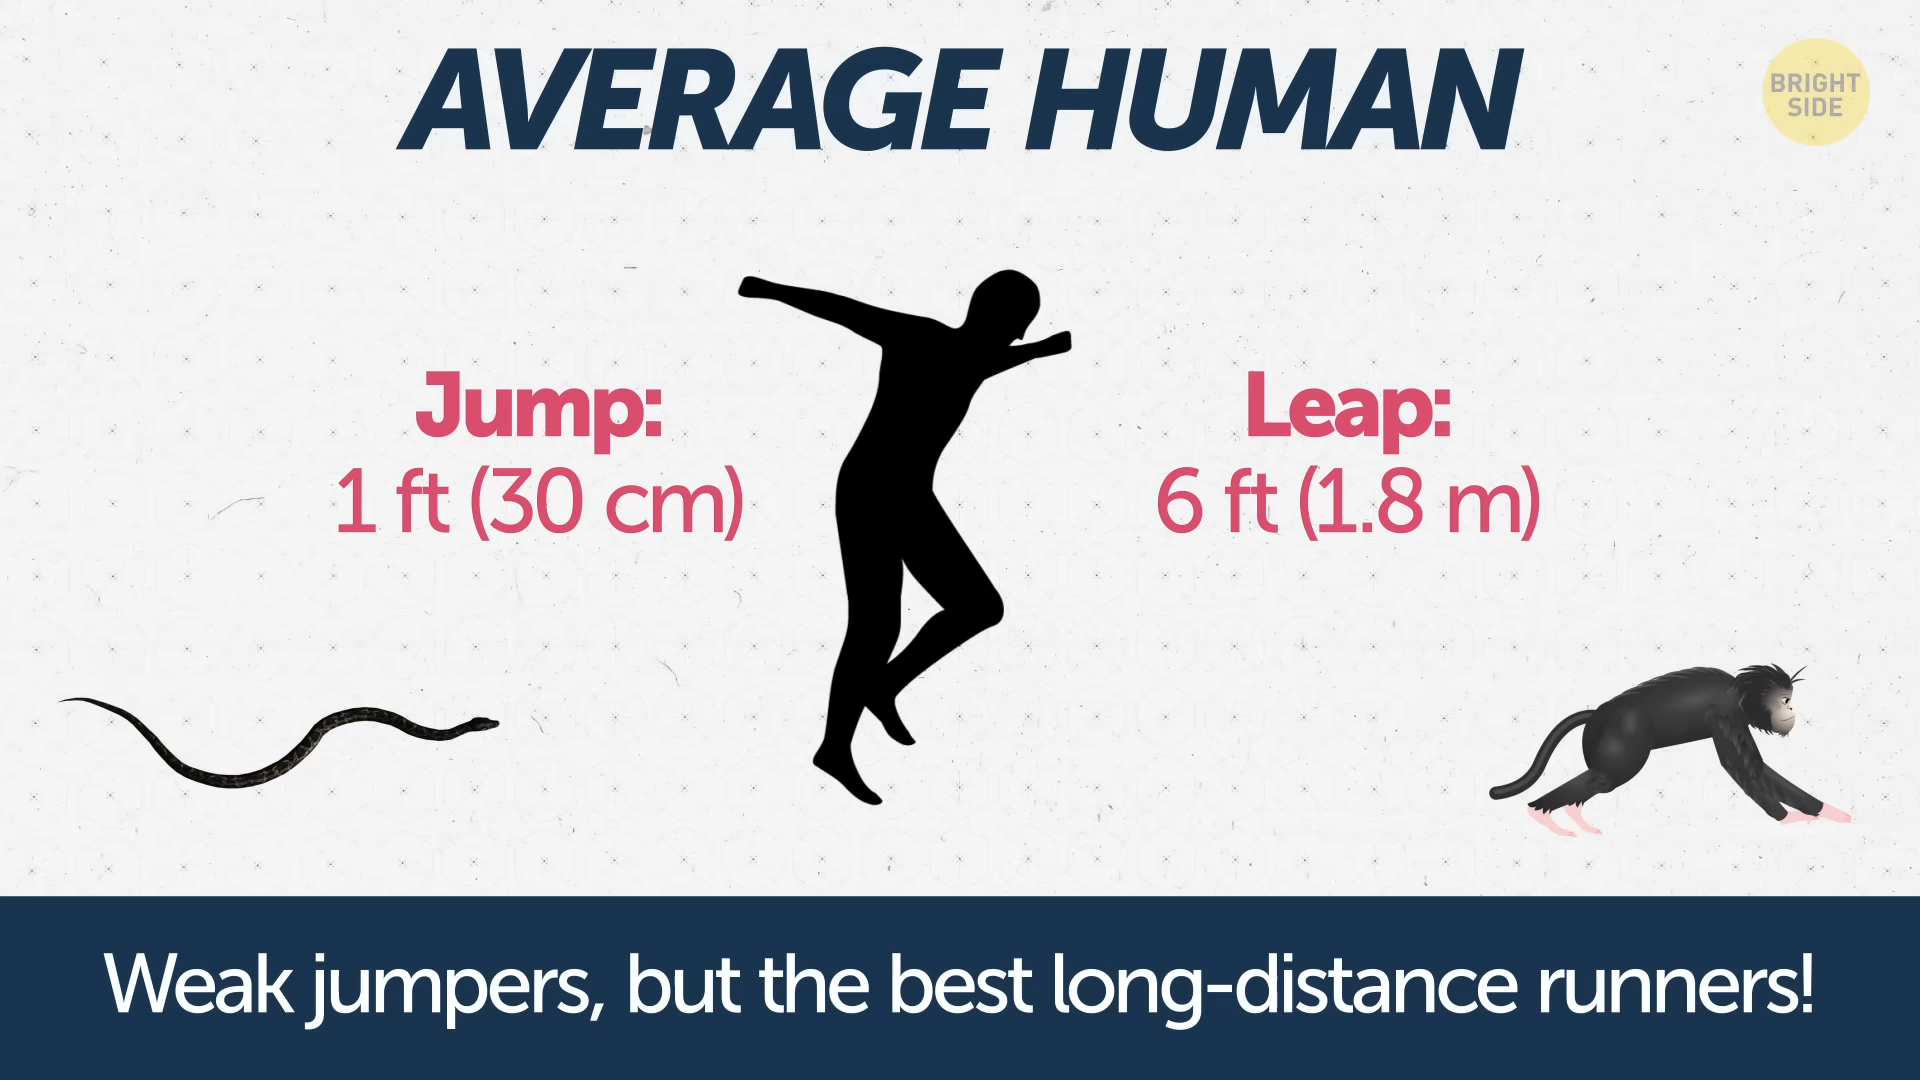 AVERAGE HUMAN
BRIGHT
SIDE
Jump:
1 ft (30 cm)
Leap:
6 ft (1.8 m)
Weak jumpers, but the best long-distance runners!